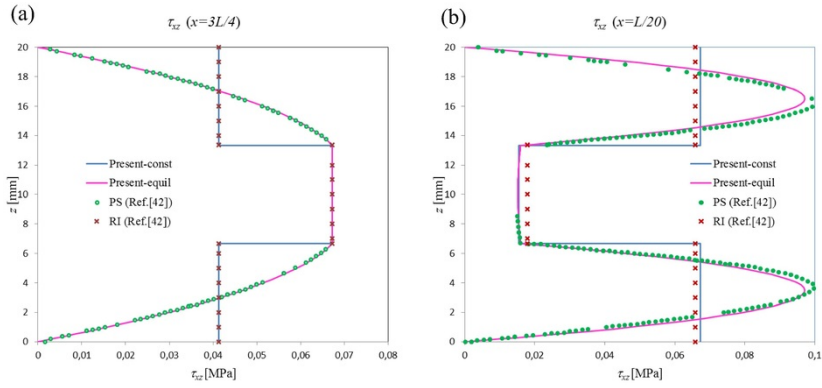 (a)
τxz (x=3L/4)
20
18
16
14
12
10
8
6
4
2
0
z [mm]
Present-const
Present-equil
PS (Ref.[42])
RI (Ref.[42])
0
0,01
0,02
0,03
0,04
0,05
0,06
0,07
0,08
τxz [MPa]
(b)
τxz (x=L/20)
20
18
16
14
12
10
8
6
4
2
0
z [mm]
Present-const
Present-equil
PS (Ref.[42])
RI (Ref.[42])
0
0,02
0,04
0,06
0,08
0,1
τxz [MPa]